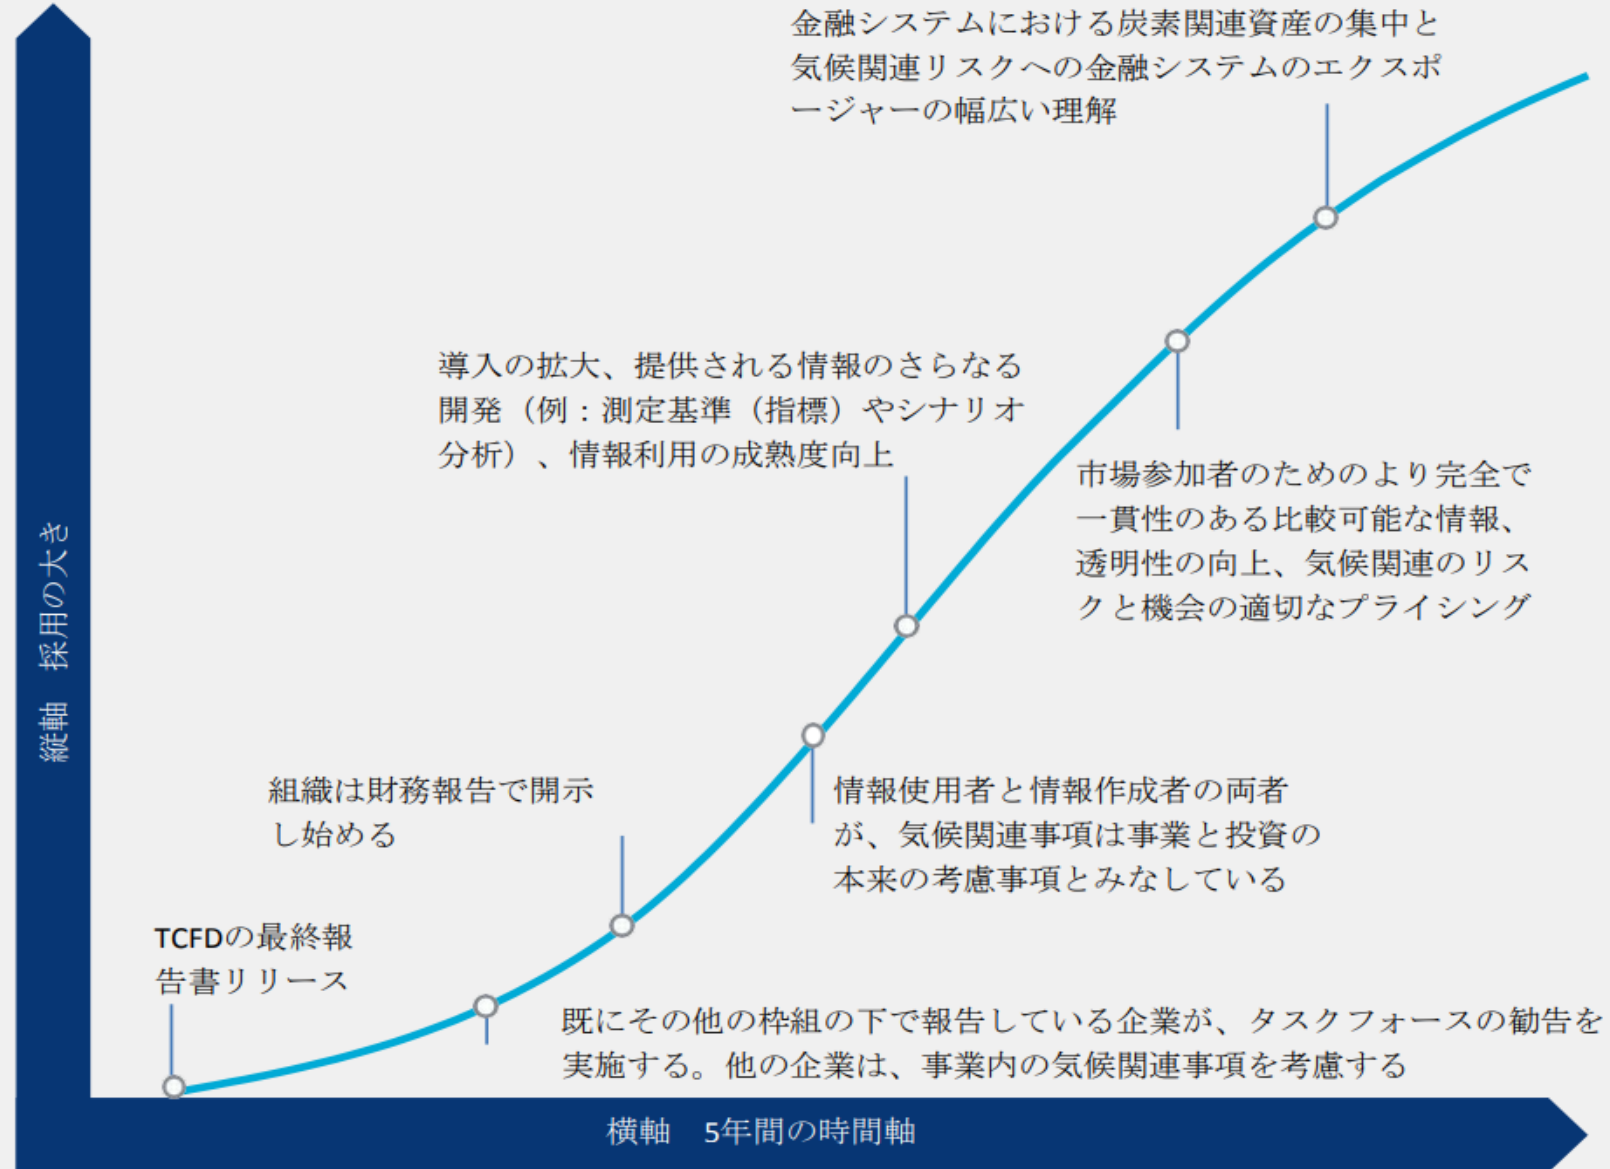 金融システムにおける炭素関連資産の集中と
気候関連リスクへの金融システムのエクスポ
ージャーの幅広い理解
導入の拡大、提供される情報のさらなる
開発（例：測定基準（指標）やシナリオ
分析）、情報利用の成熟度向上
市場参加者のためのより完全で
一貫性のある比較可能な情報、
透明性の向上、気候関連のリス
クと機会の適切なプライシング
縦軸　採用の大き
組織は財務報告で開示
し始める
情報使用者と情報作成者の両者
が、気候関連事項は事業と投資の
本来の考慮事項とみなしている
TCFDの最終報
告書リリース
既にその他の枠組の下で報告している企業が、タスクフォースの勧告を
実施する。他の企業は、事業内の気候関連事項を考慮する
横軸　5年間の時間軸